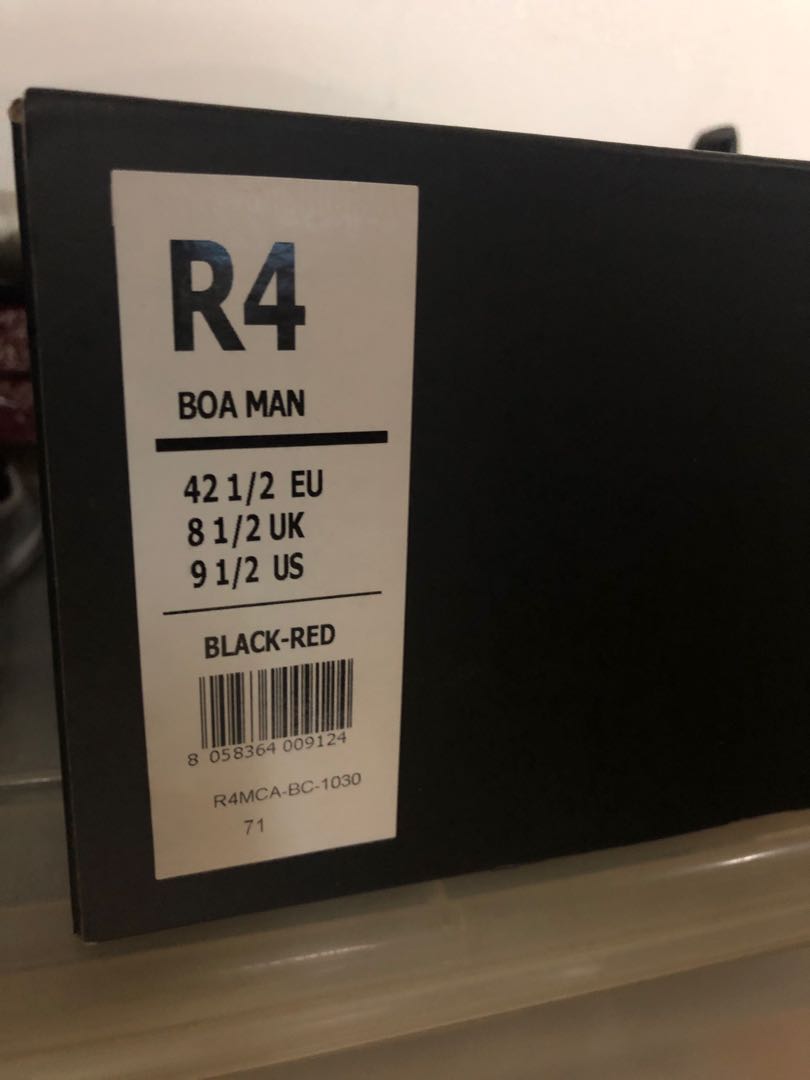 R4
BOA MAN
42 1/2 EU
8 1/2 UK
9 1/2 US
BLACK-RED
8 058364 009124
R4MCA-BC-1030
71